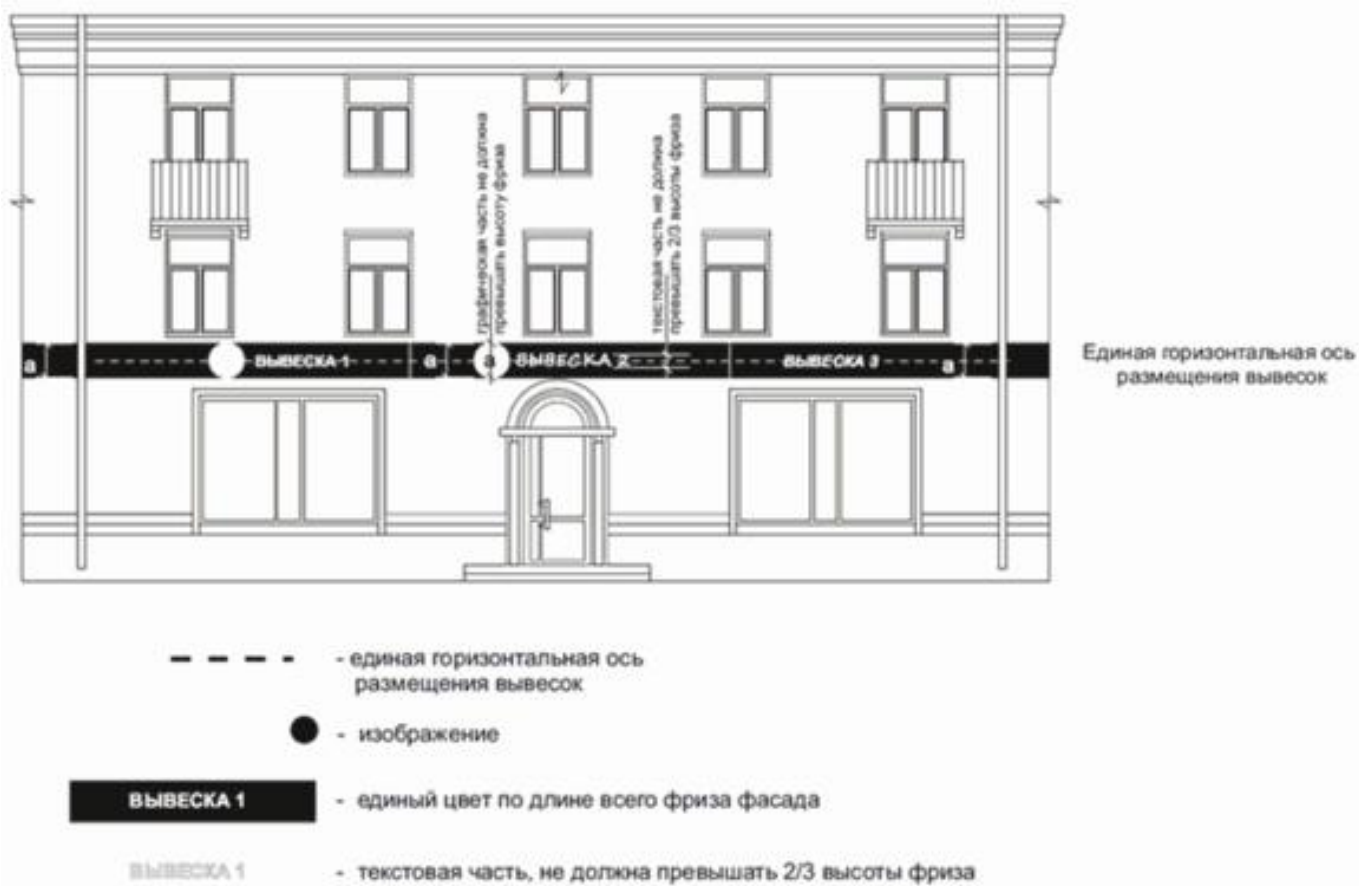 графическая часть не должна
превышать высоту фриза
текстовая часть не должна
превышать 2/3 высоты фриза
а ВЫВЕСКА 1 а а ВЫВЕСКА 2 ВЫВЕСКА 3 а
Единая горизонтальная ось
размещения вывесок
- единая горизонтальная ось
размещения вывесок
- изображение
ВЫВЕСКА 1 - единый цвет по длине всего фриза фасада
ВЫВЕСКА 1 - текстовая часть, не должна превышать 2/3 высоты фриза